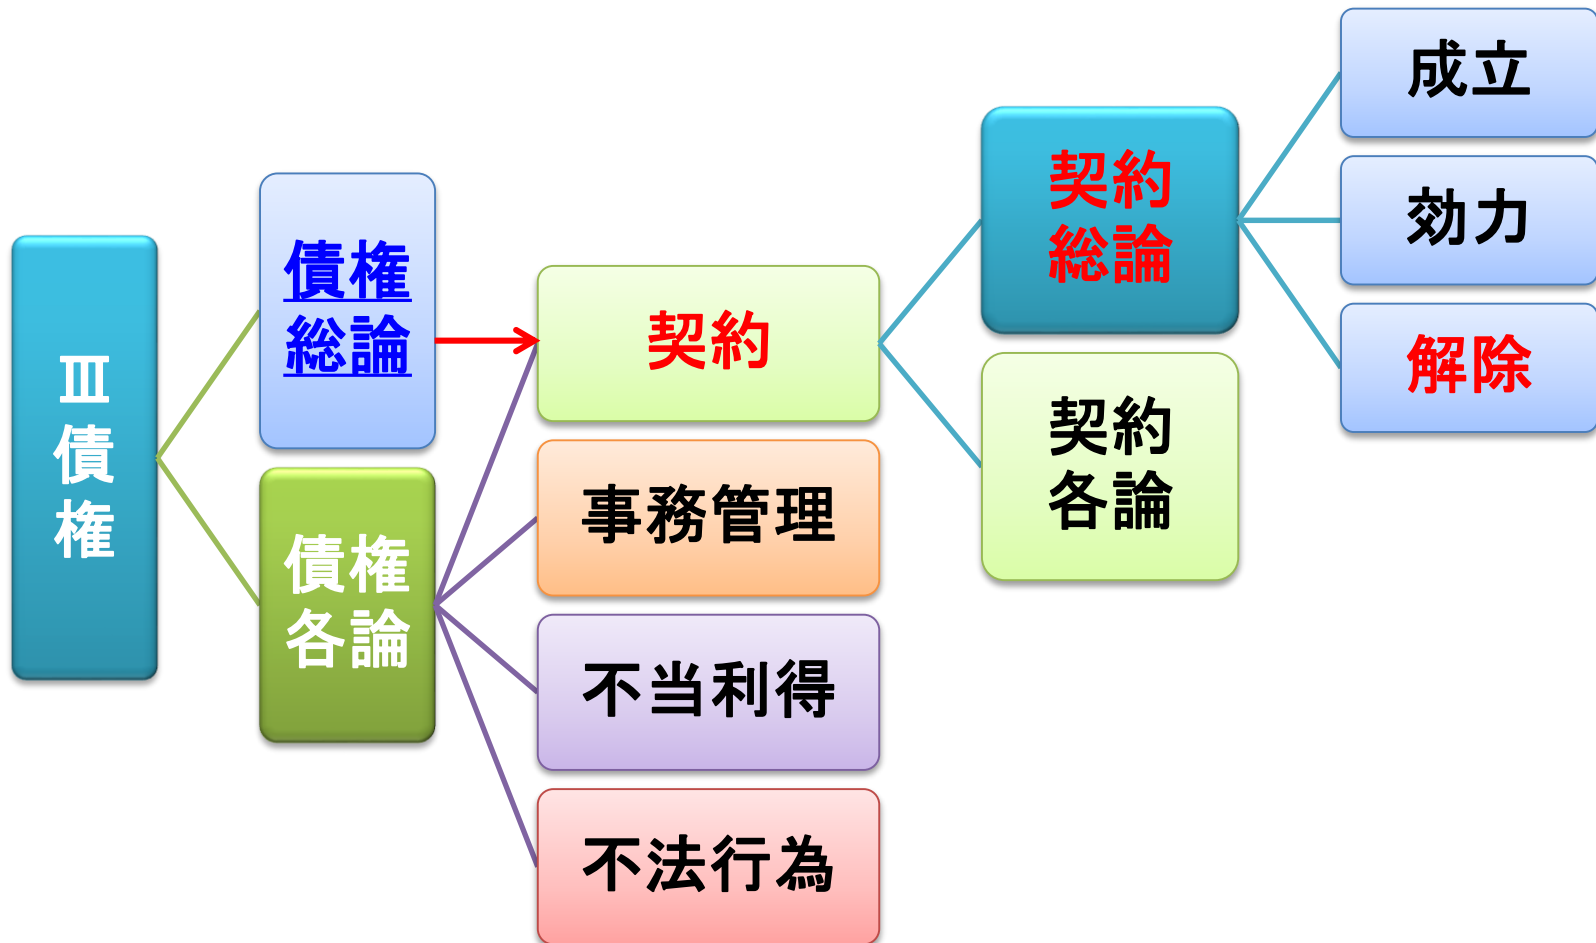 Ⅲ
債
権
債権
総論
債権
各論
契約
事務管理
不当利得
不法行為
契約
総論
契約
各論
成立
効力
解除